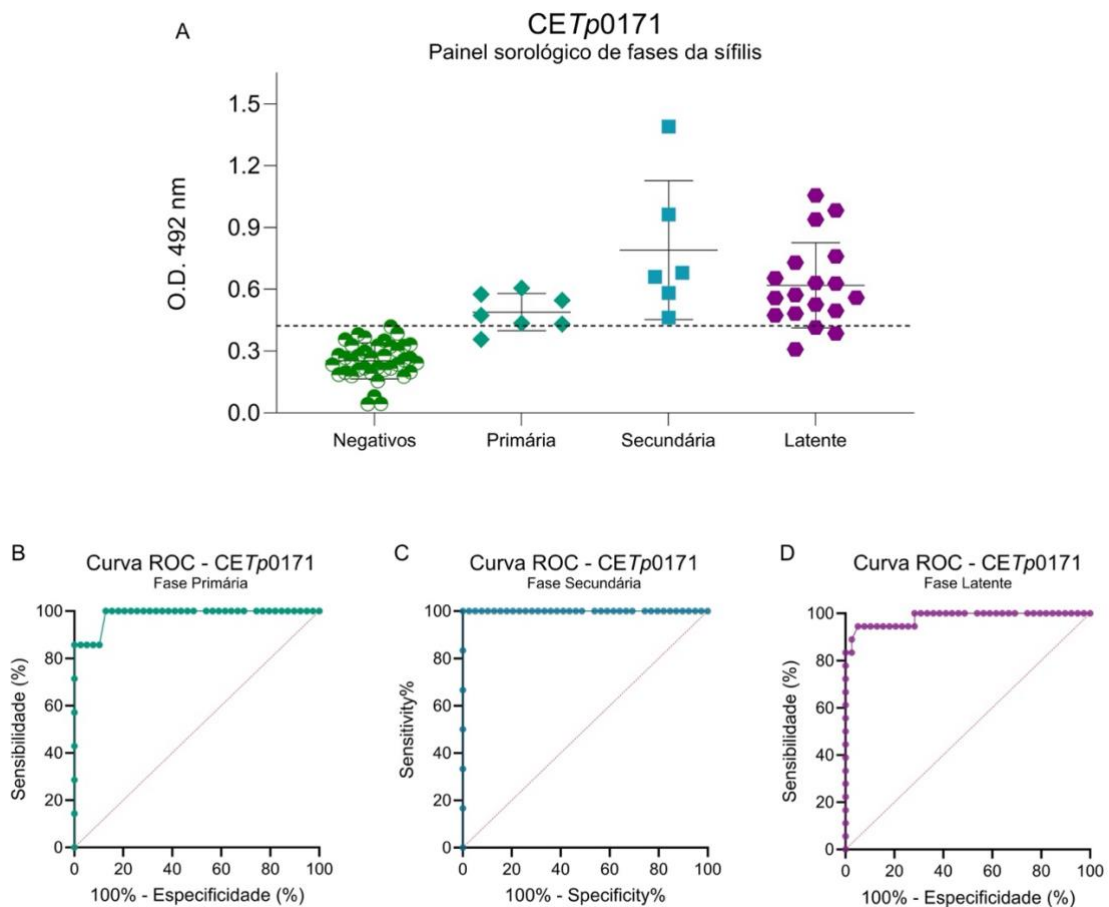 A
CETp0171
Painel sorológico de fases da sífilis
O.D. 492 nm
1.5
1.2
0.9
0.6
0.3
0.0
Negativos Primária Secundária Latente
B
Curva ROC - CETp0171
Fase Primária
Sensibilidade (%)
100
80
60
40
20
0
0 20 40 60 80 100
100% - Especificidade (%)
C
Curva ROC - CETp0171
Fase Secundária
Sensitivity%
100
80
60
40
20
0
0 20 40 60 80 100
100% - Specificity%
D
Curva ROC - CETp0171
Fase Latente
Sensibilidade (%)
100
80
60
40
20
0
0 20 40 60 80 100
100% - Especificidade (%)